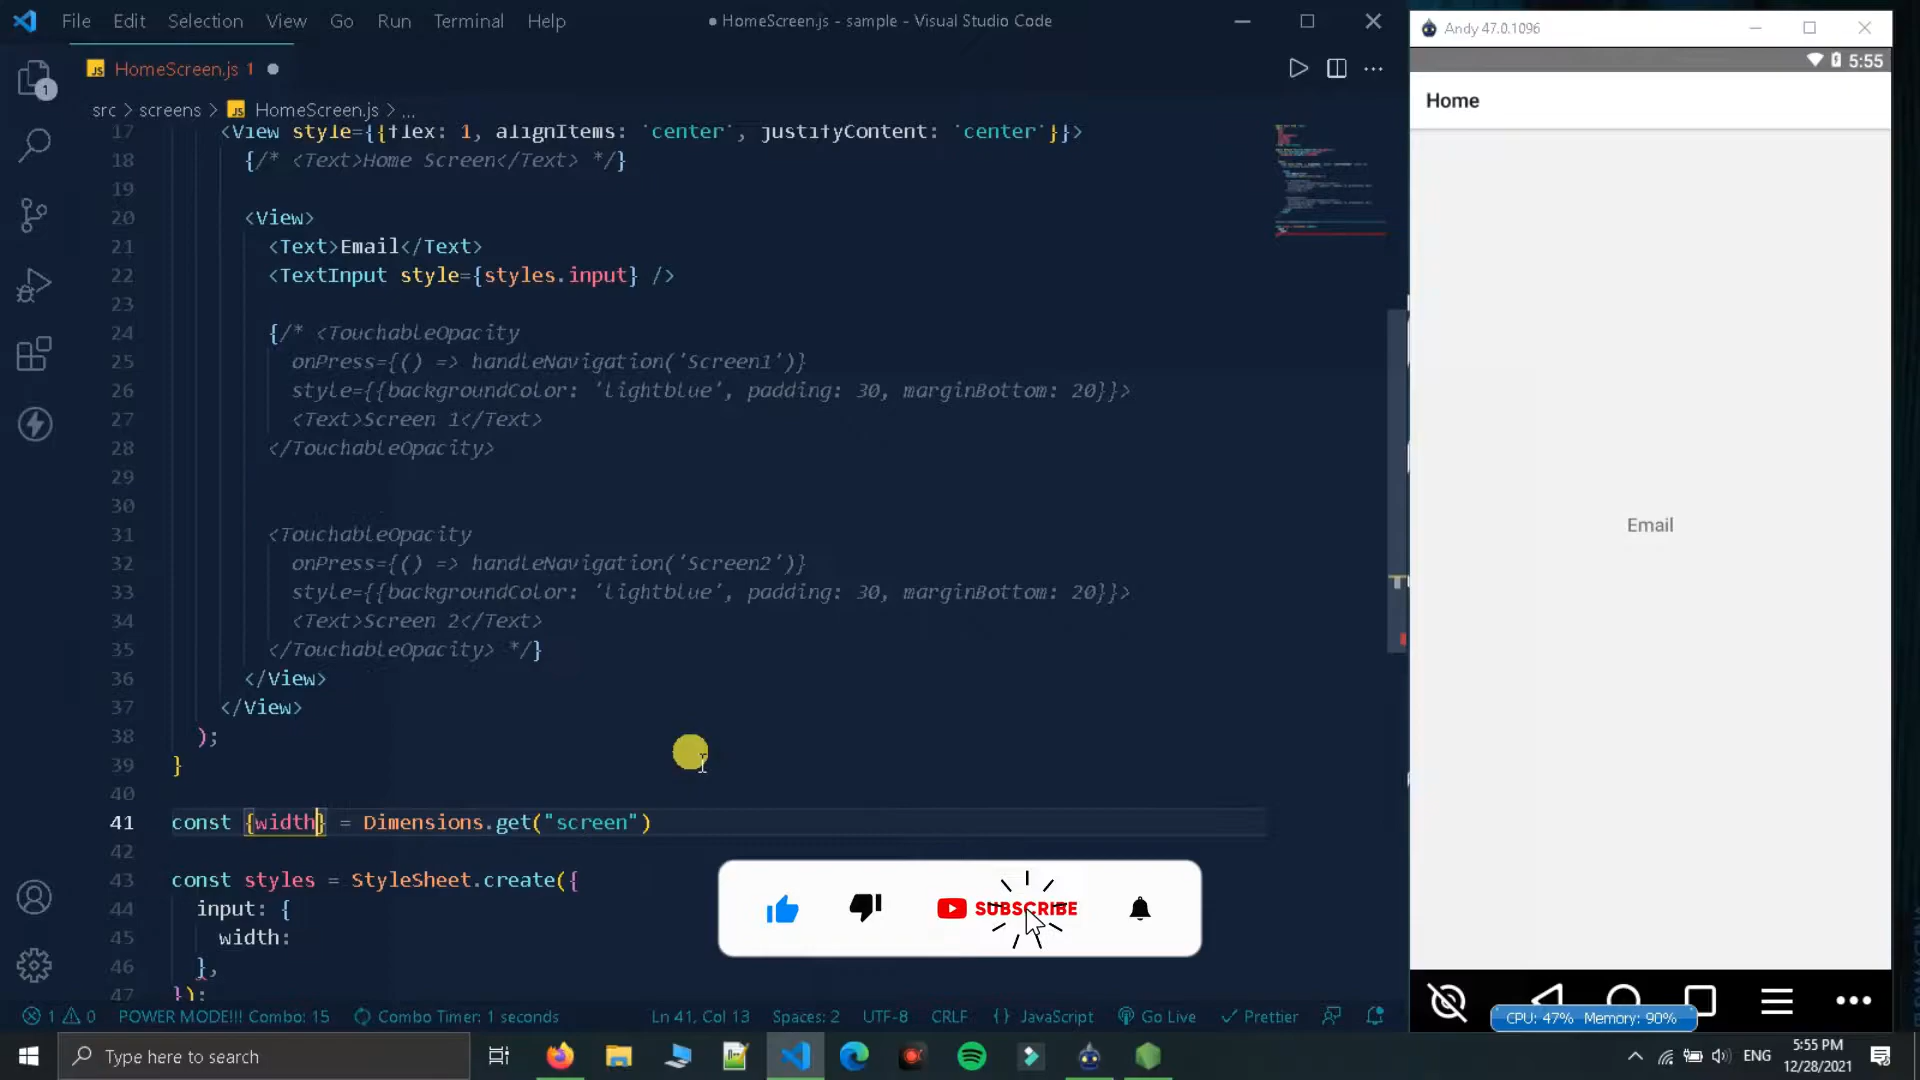 File Edit Selection View Go Run Terminal Help
● HomeScreen.js - sample - Visual Studio Code
JS HomeScreen.js 1
src > screens > JS HomeScreen.js > ...
17 <View style={{flex: 1, alignItems: 'center', justifyContent: 'center'}}>
18 {/* <Text>Home Screen</Text> */}
19
20 <View>
21 <Text>Email</Text>
22 <TextInput style={styles.input} />
23
24 {/* <TouchableOpacity
25 onPress={() => handleNavigation('Screen1')}
26 style={{backgroundColor: 'lightblue', padding: 30, marginBottom: 20}}>
27 <Text>Screen 1</Text>
28 </TouchableOpacity>
29
30
31 <TouchableOpacity
32 onPress={() => handleNavigation('Screen2')}
33 style={{backgroundColor: 'lightblue', padding: 30, marginBottom: 20}}>
34 <Text>Screen 2</Text>
35 </TouchableOpacity> */}
36 </View>
37 </View>
38 );
39 }
40
41 const {width} = Dimensions.get("screen")
42
43 const styles = StyleSheet.create({
44 input: {
45 width:
46 },
47 });
1
SUBSCRIBE
1 0 POWER MODE!!! Combo: 15 Combo Timer: 1 seconds Ln 41, Col 13 Spaces: 2 UTF-8 CRLF {} JavaScript Go Live Prettier
Andy 47.0.1096
5:55
Home
Email
CPU: 47% Memory: 90%
Type here to search
ENG
5:55 PM
12/28/2021